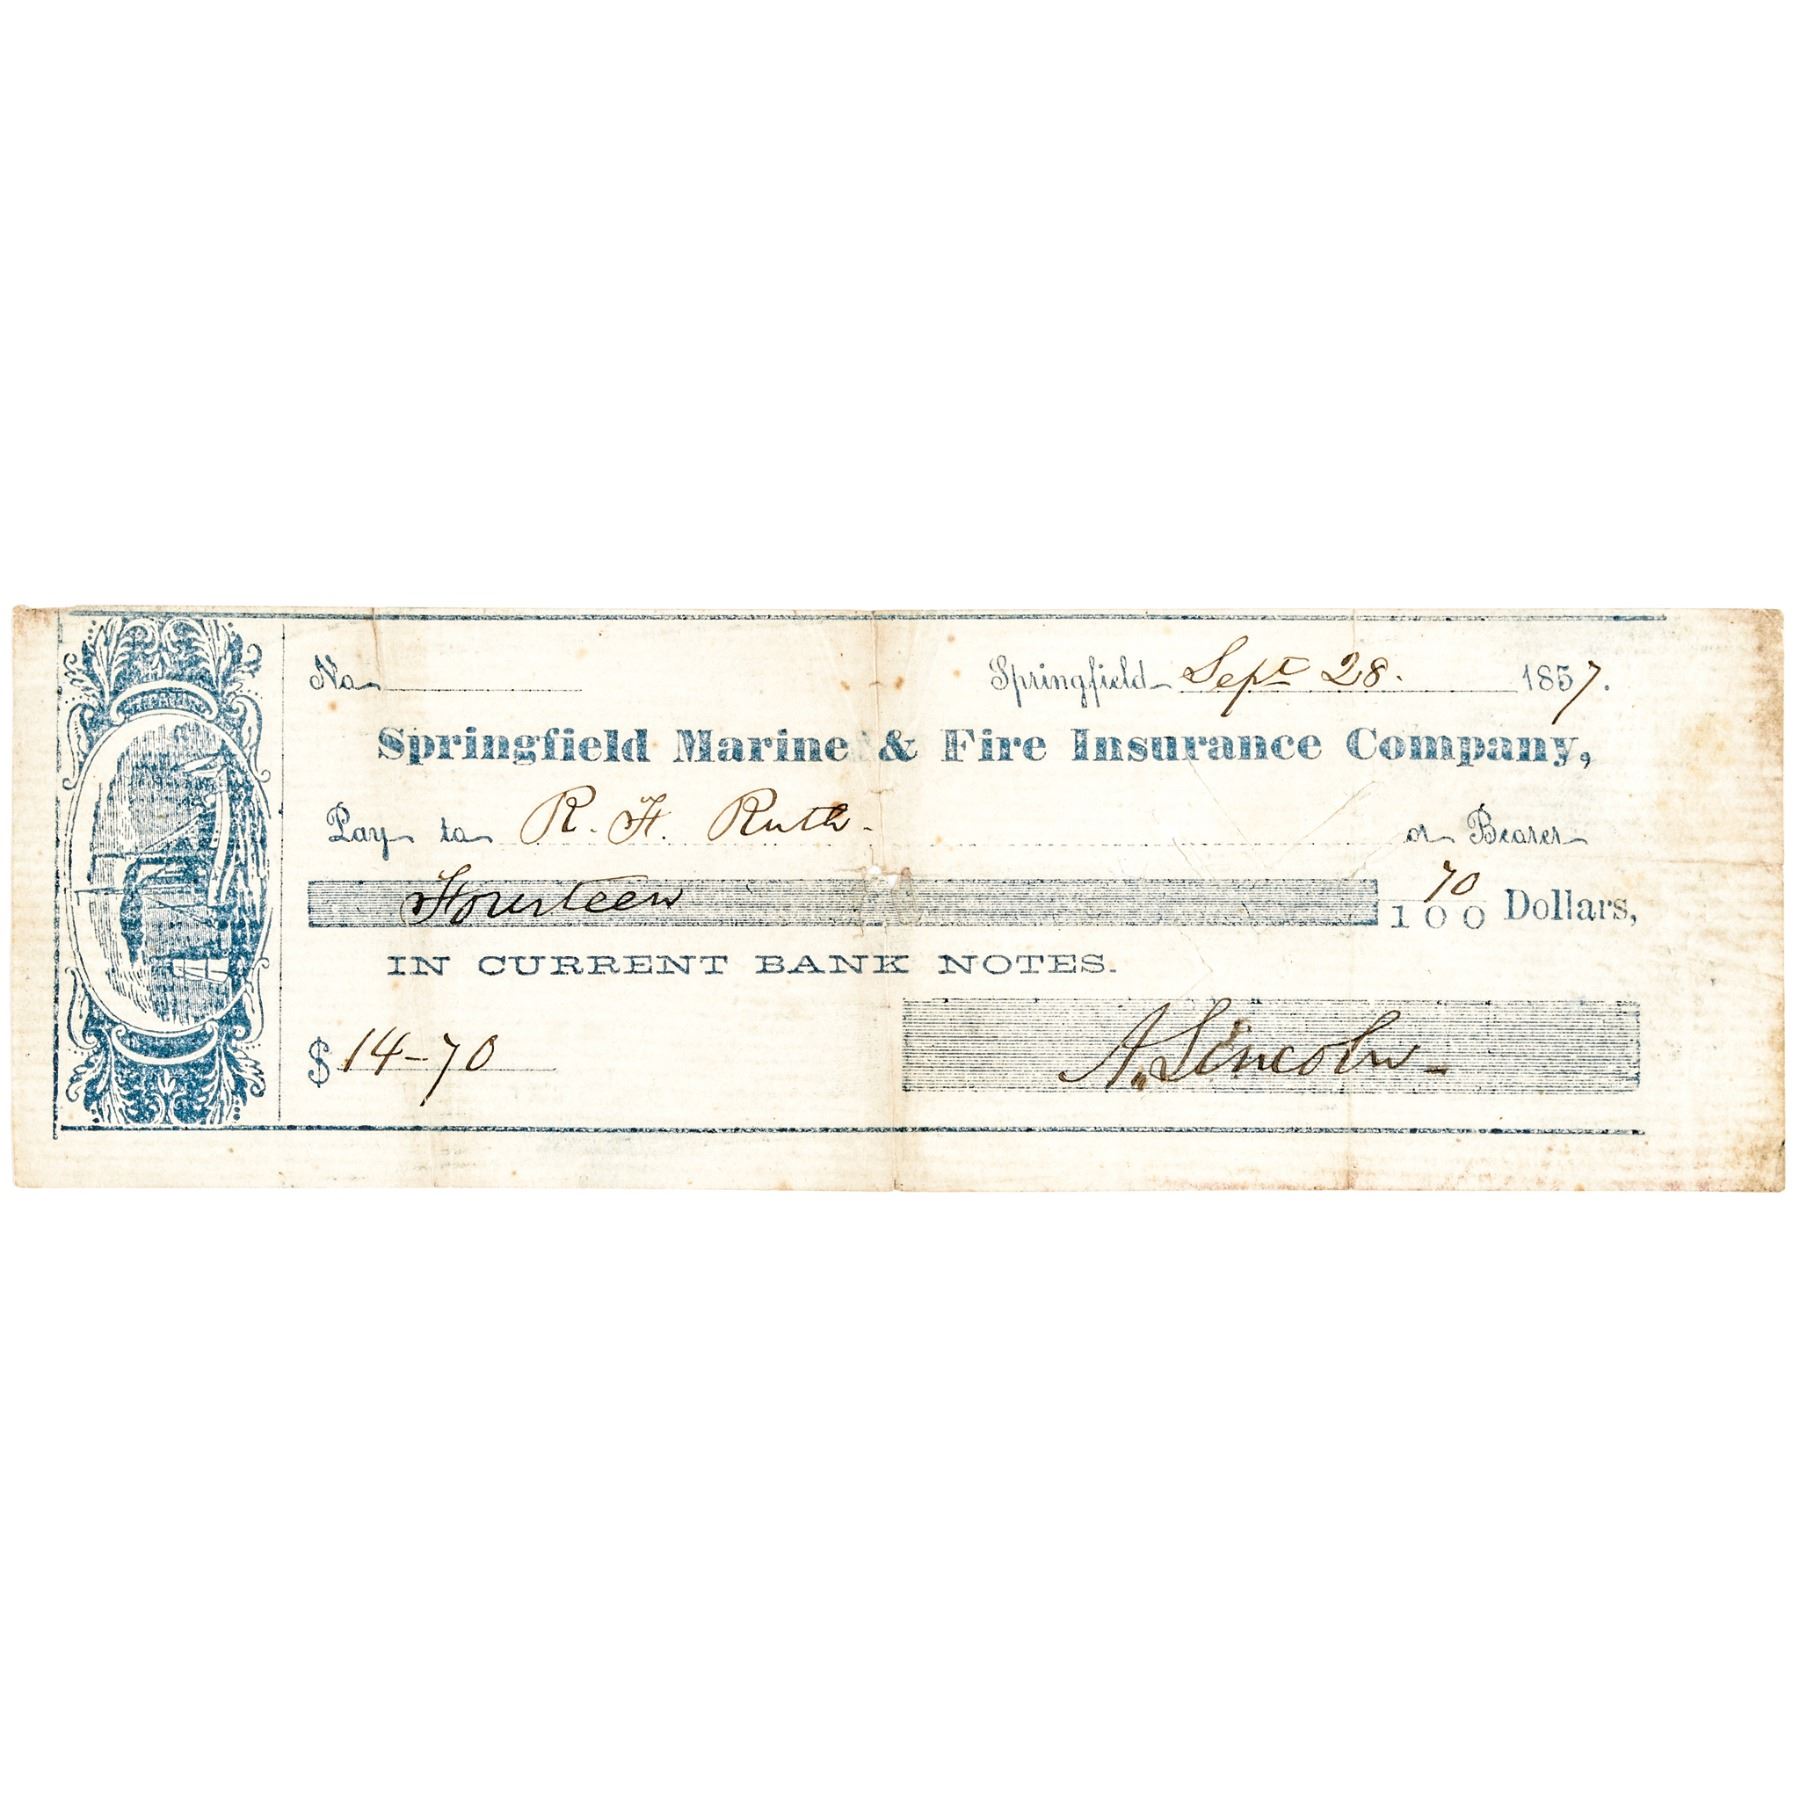 No Springfield Sept 28. 1857.
Springfield Marine & Fire Insurance Company,
Pay to R. F. Ruth. or Bearer
Fourteen 70/100 Dollars,
IN CURRENT BANK NOTES.
$ 14-70 A. Lincoln